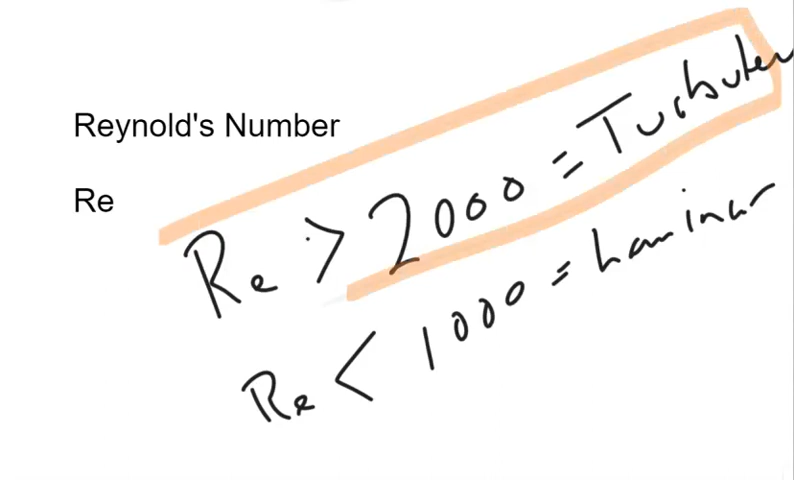 Reynold's Number
Re
Re > 2000 = Turbulen
Re < 1000 = Laminar